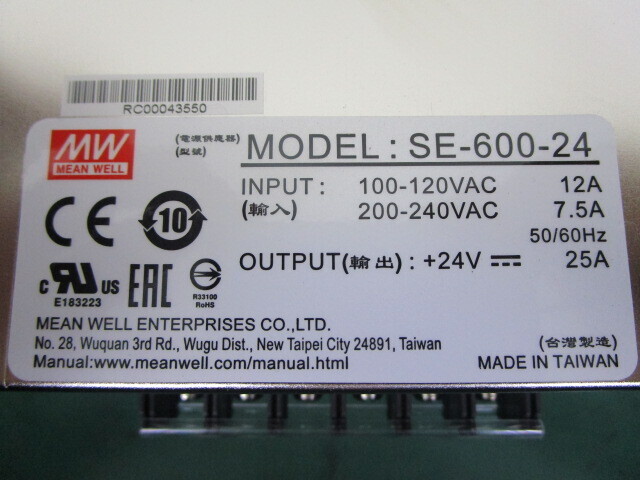 RC00043550
MW
MEAN WELL
(電源供應器)
(型號)
MODEL : SE-600-24
INPUT : 100-120VAC 12A
(輸入) 200-240VAC 7.5A
50/60Hz
OUTPUT(輸出) : +24V 25A
CE
10
c RU us
E183223
EAC
R33100
RoHS
MEAN WELL ENTERPRISES CO.,LTD.
No. 28, Wuquan 3rd Rd., Wugu Dist., New Taipei City 24891, Taiwan
(台灣製造)
Manual:www.meanwell.com/manual.html
MADE IN TAIWAN